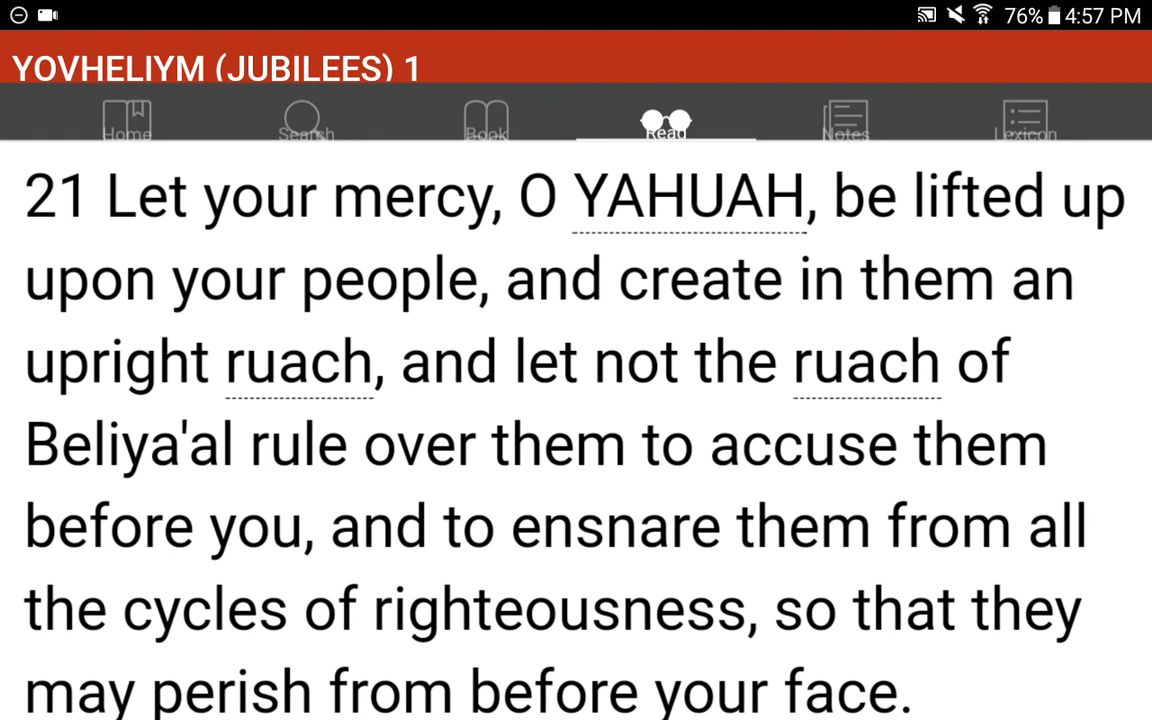 76% 4:57 PM
YOVHELIYM (JUBILEES) 1
Home Search Book Read Notes Lexicon
21 Let your mercy, O YAHUAH, be lifted up
upon your people, and create in them an
upright ruach, and let not the ruach of
Beliya'al rule over them to accuse them
before you, and to ensnare them from all
the cycles of righteousness, so that they
may perish from before your face.